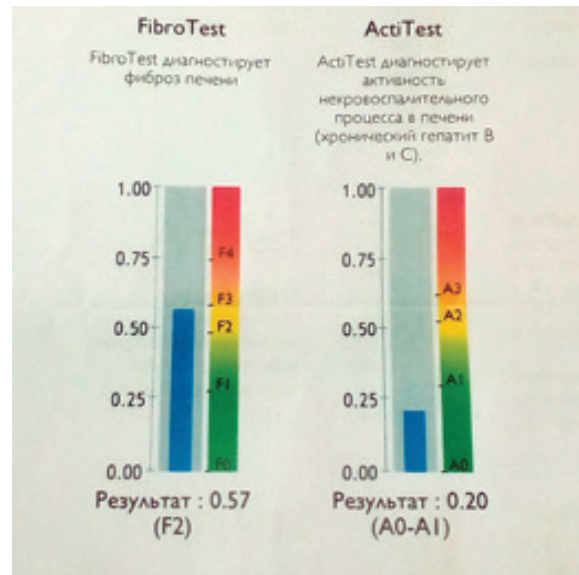 FibroTest
FibroTest диагностирует
фиброз печени
1.00
0.75
0.50
0.25
0.00
F4
F3
F2
F1
F0
Результат : 0.57
(F2)
ActiTest
ActiTest диагностирует
активность
некровоспалительного
процесса в печени
(хронический гепатит B
и C).
1.00
0.75
0.50
0.25
0.00
A3
A2
A1
A0
Результат : 0.20
(A0-A1)